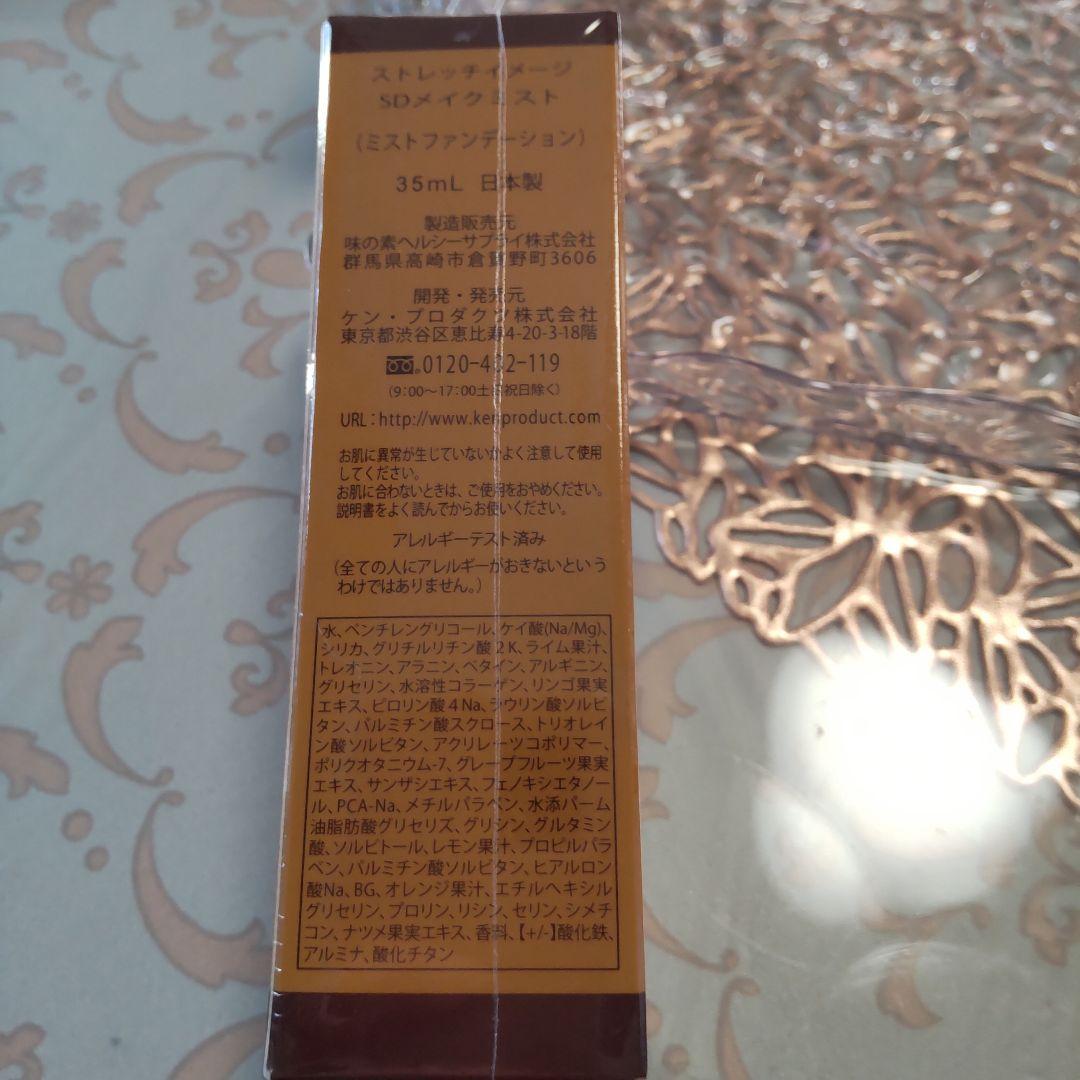 ストレッチイメージ
SDメイクミスト
(ミストファンデーション)
35mL 日本製
製造販売元
味の素ヘルシーサプライ株式会社
群馬県高崎市倉賀野町3606
開発・発売元
ケン・プロダクツ株式会社
東京都渋谷区恵比寿4-20-3-18階
0120-482-119
(9:00~17:00土日祝日除く)
URL:http://www.kenproduct.com
お肌に異常が生じていないかよく注意して使用
してください。
お肌に合わないときは、ご使用をおやめください。
説明書をよく読んでからお使いください。
アレルギーテスト済み
(全ての人にアレルギーがおきないという
わけではありません。)
水、ペンチレングリコール、ケイ酸(Na/Mg)、
シリカ、グリチルリチン酸2K、ライム果汁、
トレオニン、アラニン、ベタイン、アルギニン、
グリセリン、水溶性コラーゲン、リンゴ果実
エキス、ピロリン酸4Na、ラウリン酸ソルビ
タン、パルミチン酸スクロース、トリオレイ
ン酸ソルビタン、アクリレーツコポリマー、
ポリクオタニウム-7、グレープフルーツ果実
エキス、サンザシエキス、フェノキシエタノー
ル、PCA-Na、メチルパラベン、水添パーム
油脂肪酸グリセリズ、グリシン、グルタミン
酸、ソルビトール、レモン果汁、プロピルパラ
ベン、パルミチン酸ソルビタン、ヒアルロン
酸Na、BG、オレンジ果汁、エチルヘキシル
グリセリン、プロリン、リシン、セリン、シメチ
コン、ナツメ果実エキス、香料、【+/-】酸化鉄、
アルミナ、酸化チタン